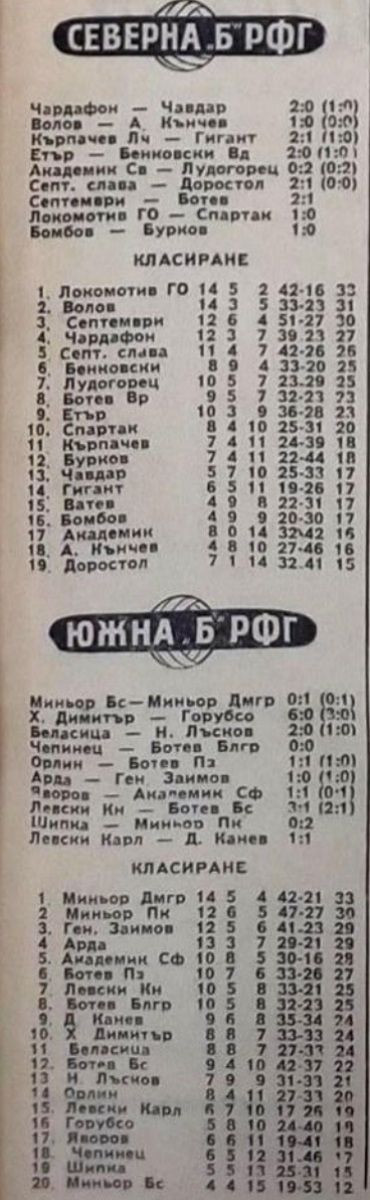 СЕВЕРНА „Б" РФГ
Чардафон — Чавдар 2:0 (1:0)
Волов — А. Кънчев 1:0 (0:0)
Кърпачев Лч — Гигант 2:1 (1:0)
Етър — Бенковски Вд 2:0 (1:0)
Академик Св — Лудогорец 0:2 (0:2)
Септ. слава — Доростол 2:1 (0:0)
Септември — Ботев 2:1
Локомотив ГО — Спартак 1:0
Бомбов — Бурков 1:0
КЛАСИРАНЕ
1. Локомотив ГО 14 5 2 42-16 33
2. Волов 14 3 5 33-23 31
3. Септември 12 6 4 51-27 30
4. Чардафон 12 3 7 39.23 27
5 Септ. слава 11 4 7 42-26 26
6. Бенковски 8 9 4 33-20 25
7. Лудогорец 10 5 7 23.29 25
8. Ботев Вр 9 5 7 32-23 23
9. Етър 10 3 9 36-28 23
10. Спартак 8 4 10 25-31 20
11 Кърпачев 7 4 11 24-39 18
12. Бурков 7 4 11 22-44 18
13. Чавдар 5 7 10 25-33 17
14. Гигант 6 5 11 19-26 17
15. Ватев 4 9 8 22-31 17
16. Бомбов 4 9 9 20-30 17
17 Академик 8 0 14 32-42 16
18. А. Кънчев 4 8 10 27-46 16
19. Доростол 7 1 14 32.41 15
ЮЖНА „Б" РФГ
Миньор Бс — Миньор Дмгр 0:1 (0:1)
Х. Димитър — Горубсо 6:0 (3:0)
Беласица — Н. Лъсков 2:0 (1:0)
Чепинец — Ботев Блгр 0:0
Орлин — Ботев Пз 1:1 (1:0)
Арда — Ген. Заимов 1:0 (1:0)
Яворов — Академик Сф 1:1 (0:1)
Левски Кн — Ботев Бс 3:1 (2:1)
Шипка — Миньор Пк 0:2
Левски Карл — Д. Канев 1:1
КЛАСИРАНЕ
1. Миньор Дмгр 14 5 4 42-21 33
2 Миньор Пк 12 6 5 47-27 30
3. Ген. Заимов 12 5 6 41-23 29
4 Арда 13 3 7 29-21 29
5. Академик Сф 10 8 5 30-16 28
6. Ботев Пз 10 7 6 33-26 27
7. Левски Кн 10 5 8 33-21 25
8. Ботев Блгр 10 5 8 32-23 25
9. Д. Канев 9 6 8 35-34 24
10. Х Димитър 8 8 7 33-33 24
11 Беласица 8 8 7 27-33 24
12. Ботев Бс 9 4 10 42-37 22
13 Н. Лъсков 7 9 9 31-33 21
14 Орлин 8 4 11 27-33 20
15. Левски Карл 6 7 10 17 26 19
16 Горубсо 5 8 10 24-40 18
17. Яворов 6 6 11 19-41 18
18. Чепинец 6 5 12 31-46 17
19 Шипка 5 5 13 25-31 15
20. Миньор Бс 4 4 15 19-53 12